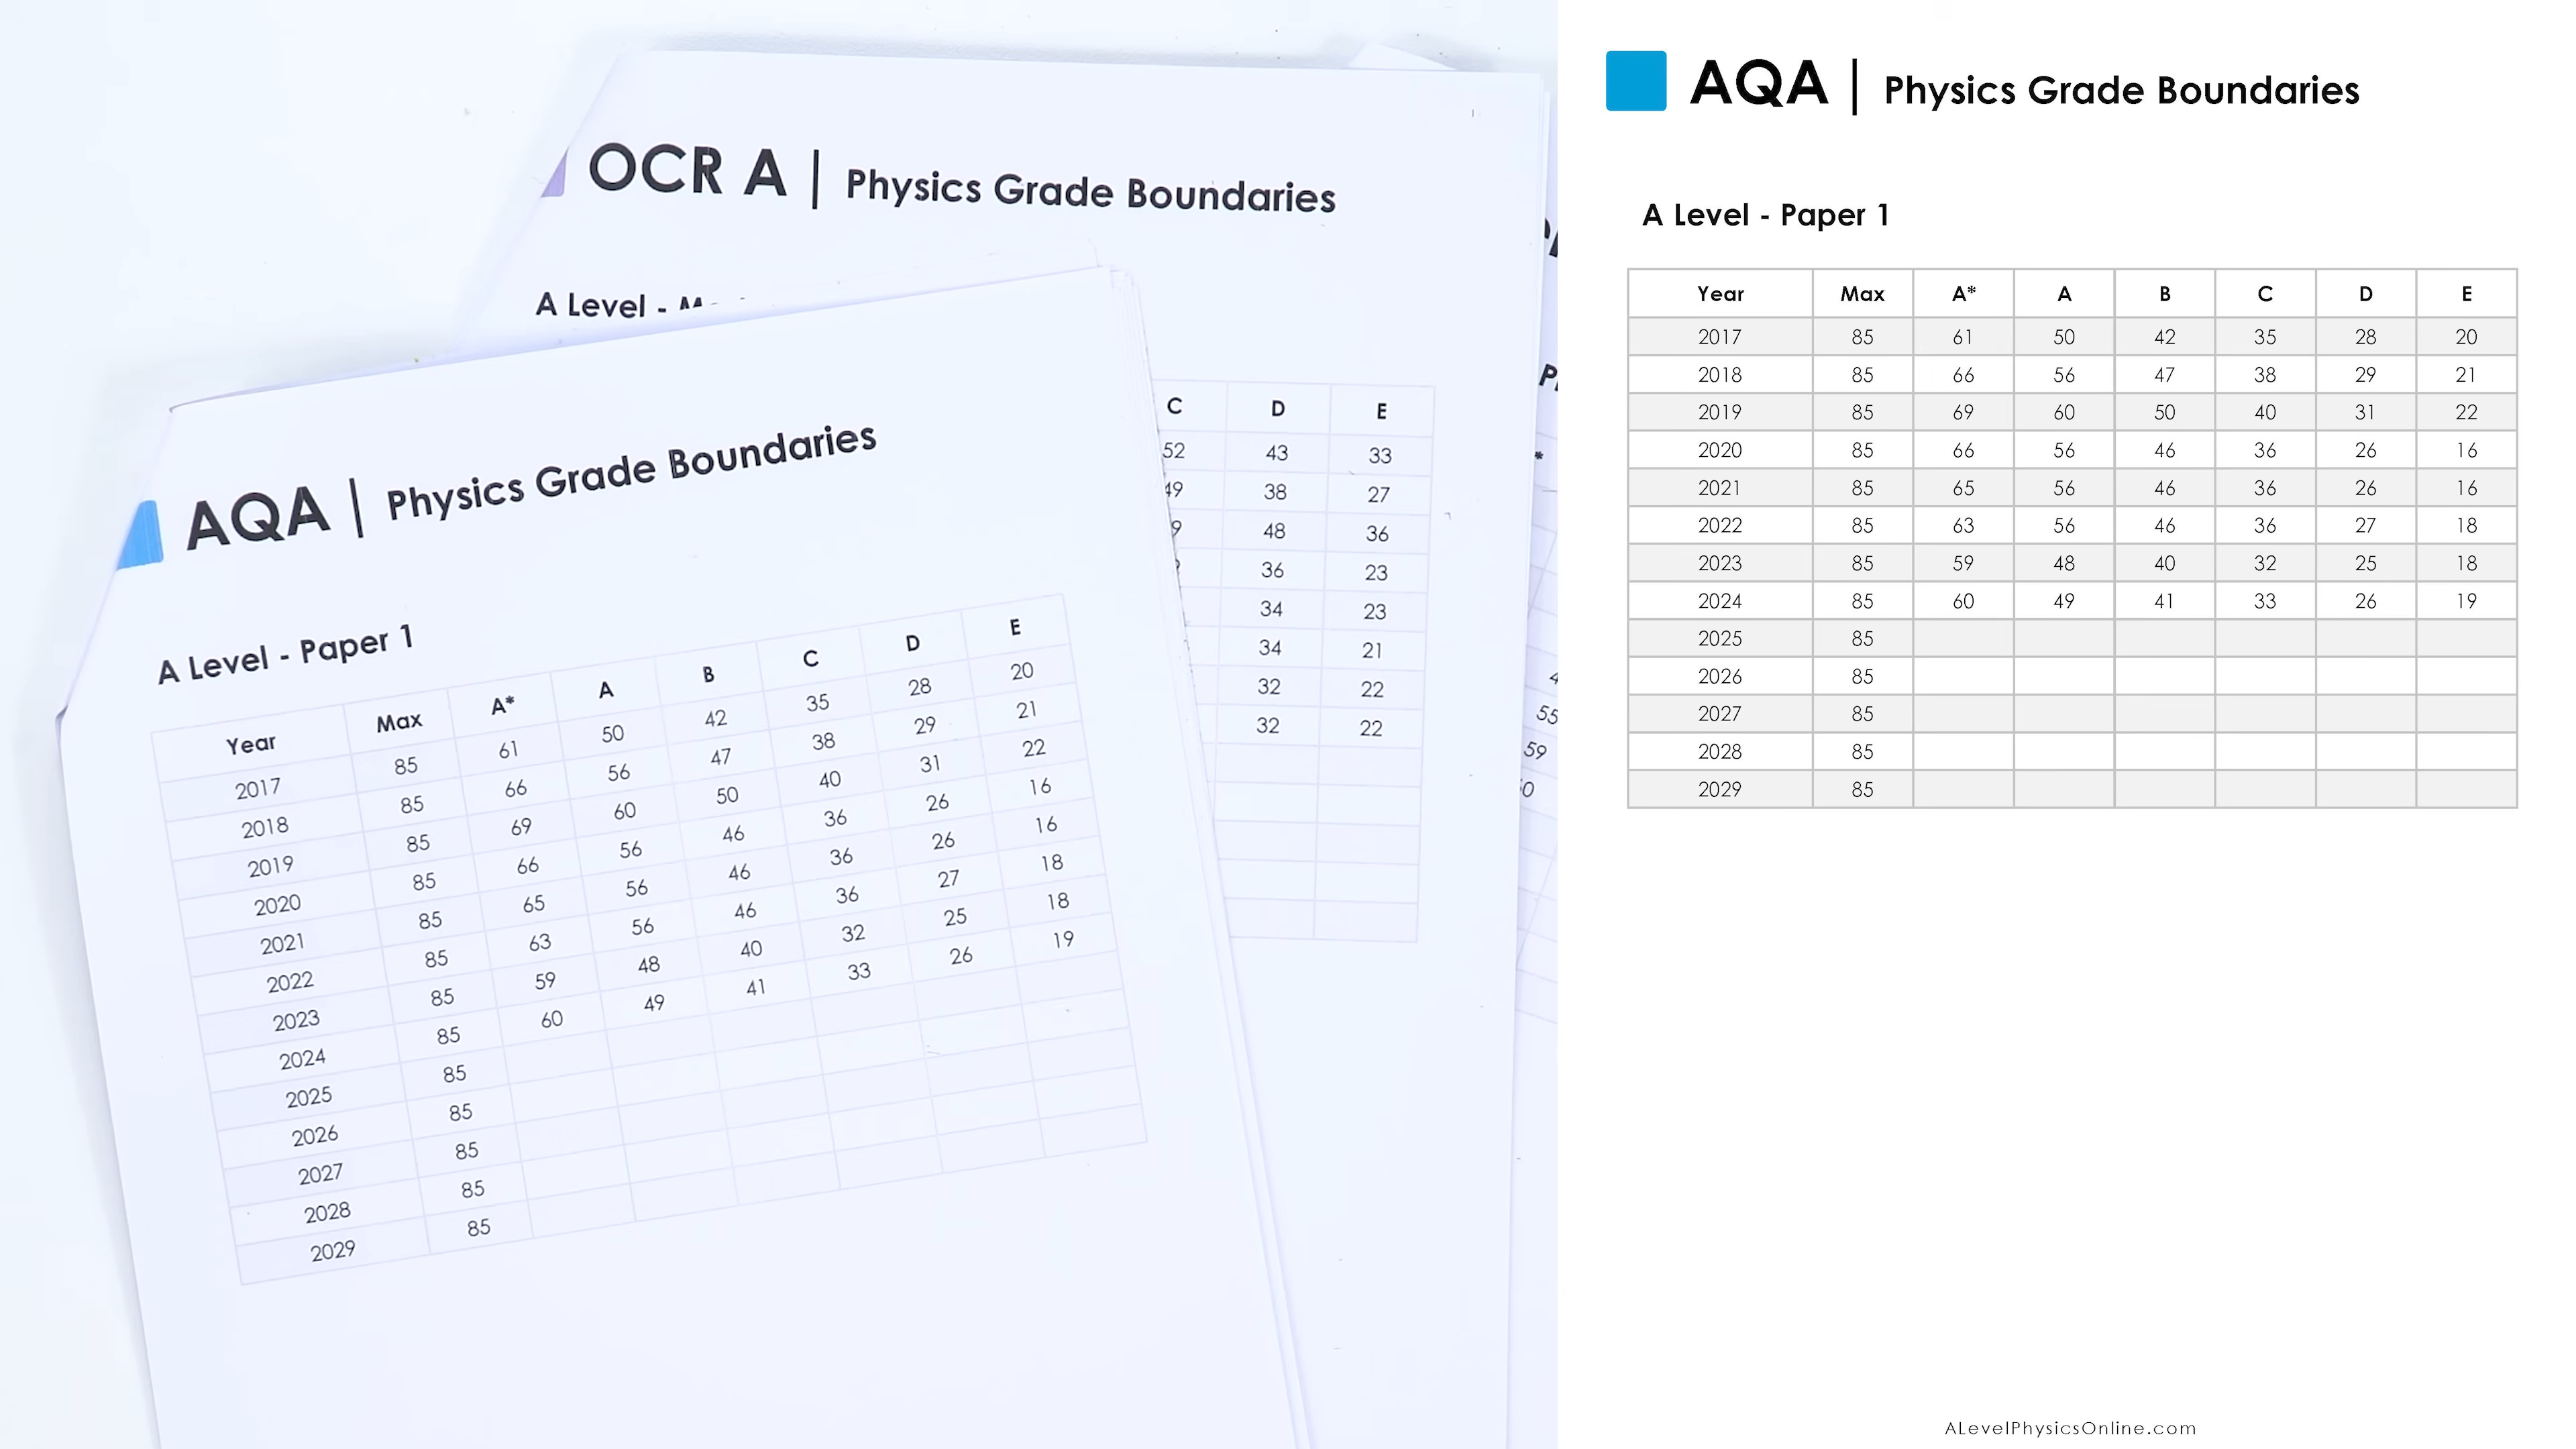 OCR A | Physics Grade Boundaries
A Level -
C D E
52 43 33
49 38 27
48 36
36 23
34 23
34 21
32 22
32 22
AQA | Physics Grade Boundaries
A Level - Paper 1
Year Max A* A B C D E
2017 85 61 50 42 35 28 20
2018 85 66 56 47 38 29 21
2019 85 69 60 50 40 31 22
2020 85 66 56 46 36 26 16
2021 85 65 56 46 36 26 16
2022 85 63 56 46 36 27 18
2023 85 59 48 40 32 25 18
2024 85 60 49 41 33 26 19
2025 85
2026 85
2027 85
2028 85
2029 85
55
59
AQA | Physics Grade Boundaries
A Level - Paper 1
Year Max A* A B C D E
2017 85 61 50 42 35 28 20
2018 85 66 56 47 38 29 21
2019 85 69 60 50 40 31 22
2020 85 66 56 46 36 26 16
2021 85 65 56 46 36 26 16
2022 85 63 56 46 36 27 18
2023 85 59 48 40 32 25 18
2024 85 60 49 41 33 26 19
2025 85
2026 85
2027 85
2028 85
2029 85
ALevelPhysicsOnline.com